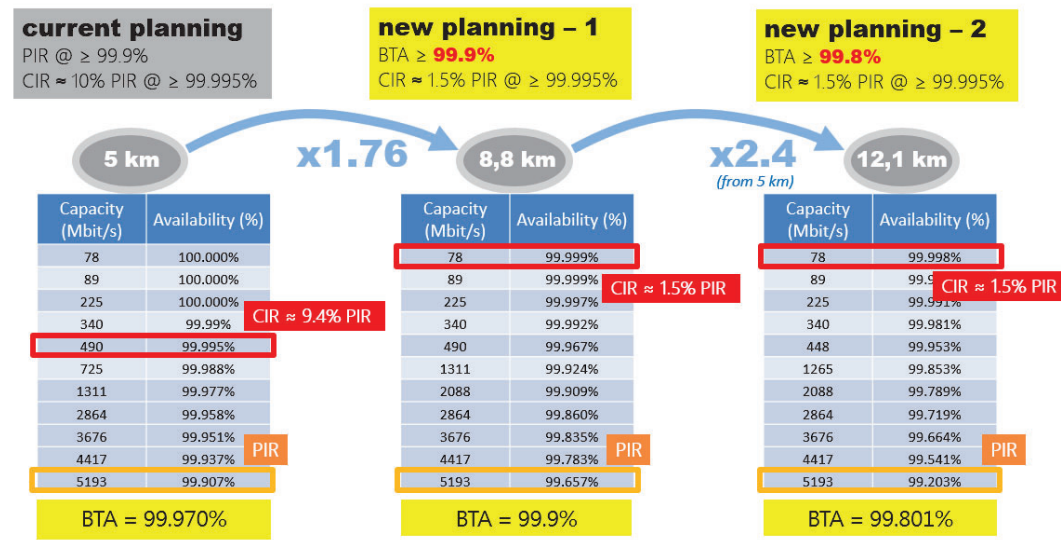 current planning
PIR @ ≥ 99.9%
CIR ≈ 10% PIR @ ≥ 99.995%
new planning – 1
BTA ≥ 99.9%
CIR ≈ 1.5% PIR @ ≥ 99.995%
new planning – 2
BTA ≥ 99.8%
CIR ≈ 1.5% PIR @ ≥ 99.995%
5 km
x1.76
8,8 km
x2.4
(from 5 km)
12,1 km
Capacity
(Mbit/s)
Availability (%)
78 100.000%
89 100.000%
225 100.000%
340 99.99%
490 99.995%
725 99.988%
1311 99.977%
2864 99.958%
3676 99.951%
4417 99.937%
5193 99.907%
CIR ≈ 9.4% PIR
PIR
BTA = 99.970%
Capacity
(Mbit/s)
Availability (%)
78 99.999%
89 99.999%
225 99.997%
340 99.992%
490 99.967%
1311 99.924%
2088 99.909%
2864 99.860%
3676 99.835%
4417 99.783%
5193 99.657%
CIR ≈ 1.5% PIR
PIR
BTA = 99.9%
Capacity
(Mbit/s)
Availability (%)
78 99.998%
89 99.9
225 99.991%
340 99.981%
448 99.953%
1265 99.853%
2088 99.789%
2864 99.719%
3676 99.664%
4417 99.541%
5193 99.203%
CIR ≈ 1.5% PIR
PIR
BTA = 99.801%